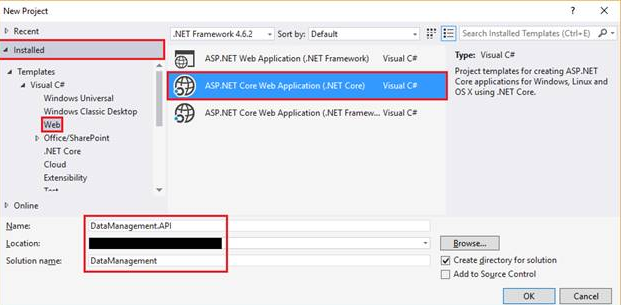 New Project
Recent
.NET Framework 4.6.2 Sort by: Default Search Installed Templates (Ctrl+E)
Installed
Templates
Visual C#
Windows Universal
Windows Classic Desktop
Web
Office/SharePoint
.NET Core
Cloud
Extensibility
Test
Online
ASP.NET Web Application (.NET Framework) Visual C#
ASP.NET Core Web Application (.NET Core) Visual C#
ASP.NET Core Web Application (.NET Framew... Visual C#
Type: Visual C#
Project templates for creating ASP.NET
Core applications for Windows, Linux and
OS X using .NET Core.
Name: DataManagement.API
Location: Browse...
Solution name: DataManagement
Create directory for solution
Add to Source Control
OK Cancel